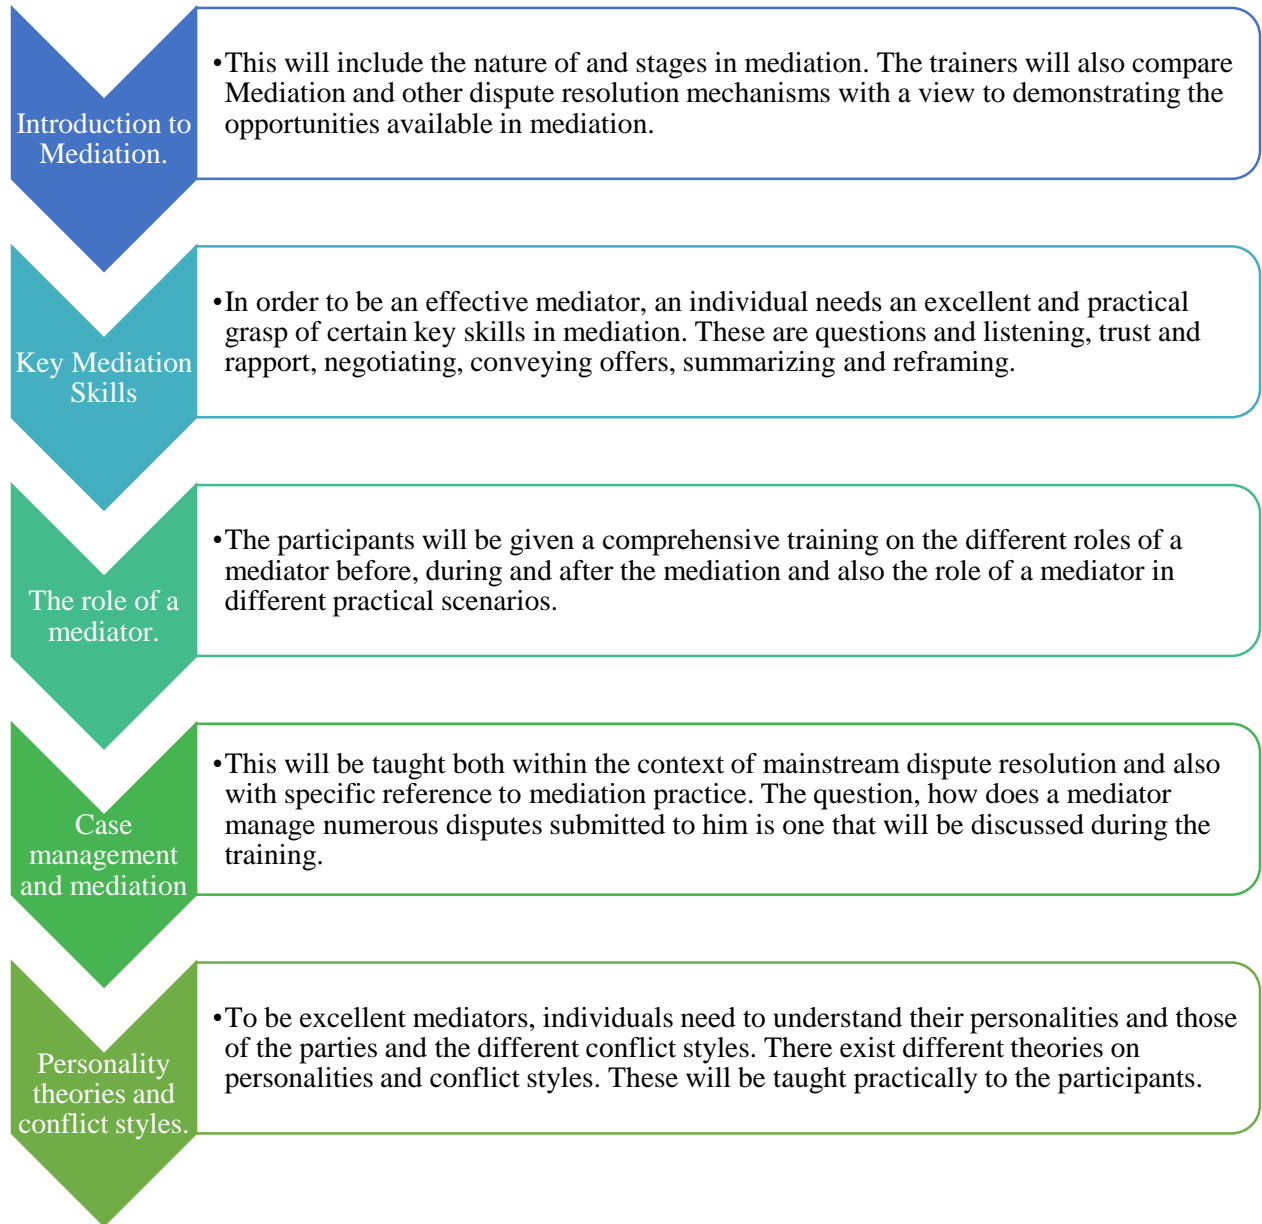 Introduction to
Mediation.
•This will include the nature of and stages in mediation. The trainers will also compare
Mediation and other dispute resolution mechanisms with a view to demonstrating the
opportunities available in mediation.
Key Mediation
Skills
•In order to be an effective mediator, an individual needs an excellent and practical
grasp of certain key skills in mediation. These are questions and listening, trust and
rapport, negotiating, conveying offers, summarizing and reframing.
The role of a
mediator.
•The participants will be given a comprehensive training on the different roles of a
mediator before, during and after the mediation and also the role of a mediator in
different practical scenarios.
Case
management
and mediation
•This will be taught both within the context of mainstream dispute resolution and also
with specific reference to mediation practice. The question, how does a mediator
manage numerous disputes submitted to him is one that will be discussed during the
training.
Personality
theories and
conflict styles.
•To be excellent mediators, individuals need to understand their personalities and those
of the parties and the different conflict styles. There exist different theories on
personalities and conflict styles. These will be taught practically to the participants.